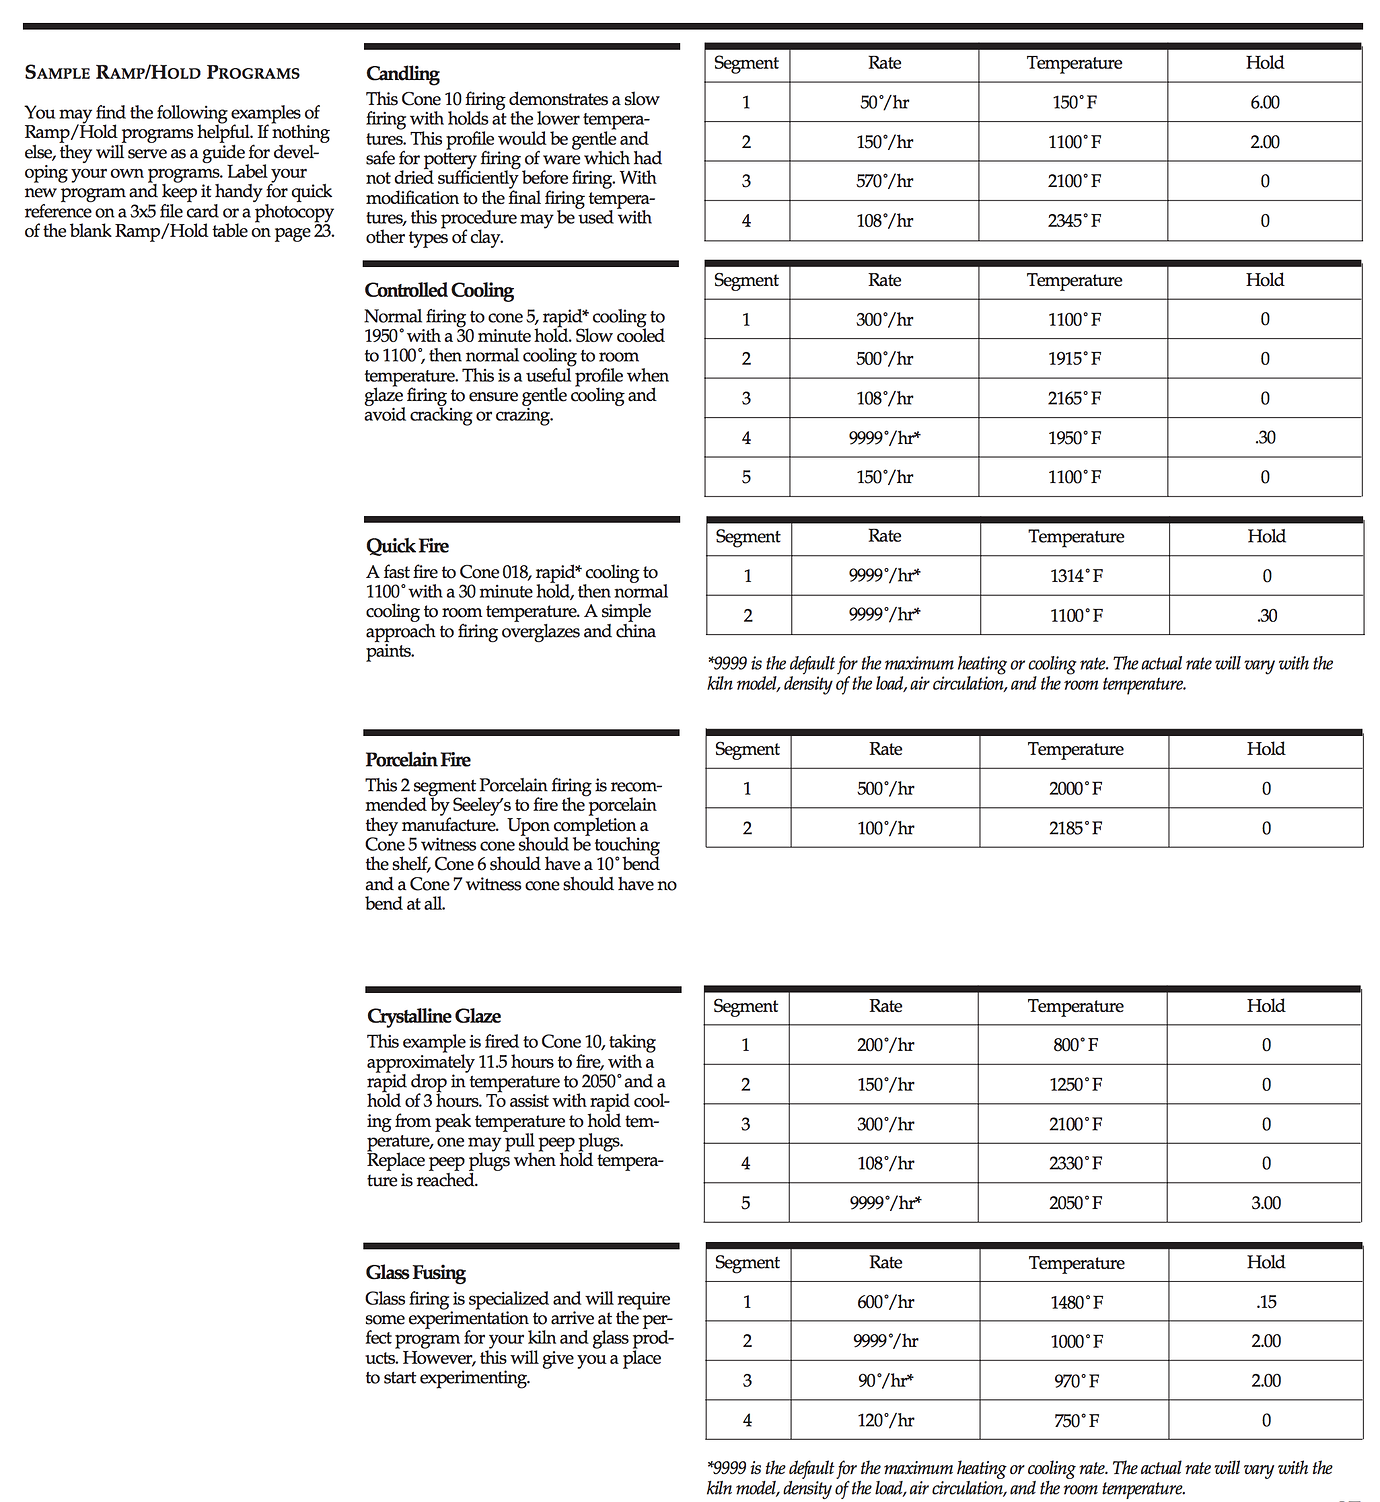 SAMPLE RAMP/HOLD PROGRAMS
You may find the following examples of
Ramp/Hold programs helpful. If nothing
else, they will serve as a guide for devel-
oping your own programs. Label your
new program and keep it handy for quick
reference on a 3x5 file card or a photocopy
of the blank Ramp/Hold table on page 23.
Candling
This Cone 10 firing demonstrates a slow
firing with holds at the lower tempera-
tures. This profile would be gentle and
safe for pottery firing of ware which had
not dried sufficiently before firing. With
modification to the final firing tempera-
tures, this procedure may be used with
other types of clay.
Segment Rate Temperature Hold
1 50˚/hr 150˚F 6.00
2 150˚/hr 1100˚F 2.00
3 570˚/hr 2100˚F 0
4 108˚/hr 2345˚F 0
Controlled Cooling
Normal firing to cone 5, rapid* cooling to
1950˚ with a 30 minute hold. Slow cooled
to 1100˚, then normal cooling to room
temperature. This is a useful profile when
glaze firing to ensure gentle cooling and
avoid cracking or crazing.
Segment Rate Temperature Hold
1 300˚/hr 1100˚F 0
2 500˚/hr 1915˚F 0
3 108˚/hr 2165˚F 0
4 9999˚/hr* 1950˚F .30
5 150˚/hr 1100˚F 0
Quick Fire
A fast fire to Cone 018, rapid* cooling to
1100˚ with a 30 minute hold, then normal
cooling to room temperature. A simple
approach to firing overglazes and china
paints.
Segment Rate Temperature Hold
1 9999˚/hr* 1314˚F 0
2 9999˚/hr* 1100˚F .30
*9999 is the default for the maximum heating or cooling rate. The actual rate will vary with the
kiln model, density of the load, air circulation, and the room temperature.
Porcelain Fire
This 2 segment Porcelain firing is recom-
mended by Seeley's to fire the porcelain
they manufacture. Upon completion a
Cone 5 witness cone should be touching
the shelf, Cone 6 should have a 10˚ bend
and a Cone 7 witness cone should have no
bend at all.
Segment Rate Temperature Hold
1 500˚/hr 2000˚F 0
2 100˚/hr 2185˚F 0
Crystalline Glaze
This example is fired to Cone 10, taking
approximately 11.5 hours to fire, with a
rapid drop in temperature to 2050˚ and a
hold of 3 hours. To assist with rapid cool-
ing from peak temperature to hold tem-
perature, one may pull peep plugs.
Replace peep plugs when hold tempera-
ture is reached.
Segment Rate Temperature Hold
1 200˚/hr 800˚F 0
2 150˚/hr 1250˚F 0
3 300˚/hr 2100˚F 0
4 108˚/hr 2330˚F 0
5 9999˚/hr* 2050˚F 3.00
Glass Fusing
Glass firing is specialized and will require
some experimentation to arrive at the per-
fect program for your kiln and glass prod-
ucts. However, this will give you a place
to start experimenting.
Segment Rate Temperature Hold
1 600˚/hr 1480˚F .15
2 9999˚/hr 1000˚F 2.00
3 90˚/hr* 970˚F 2.00
4 120˚/hr 750˚F 0
*9999 is the default for the maximum heating or cooling rate. The actual rate will vary with the
kiln model, density of the load, air circulation, and the room temperature.